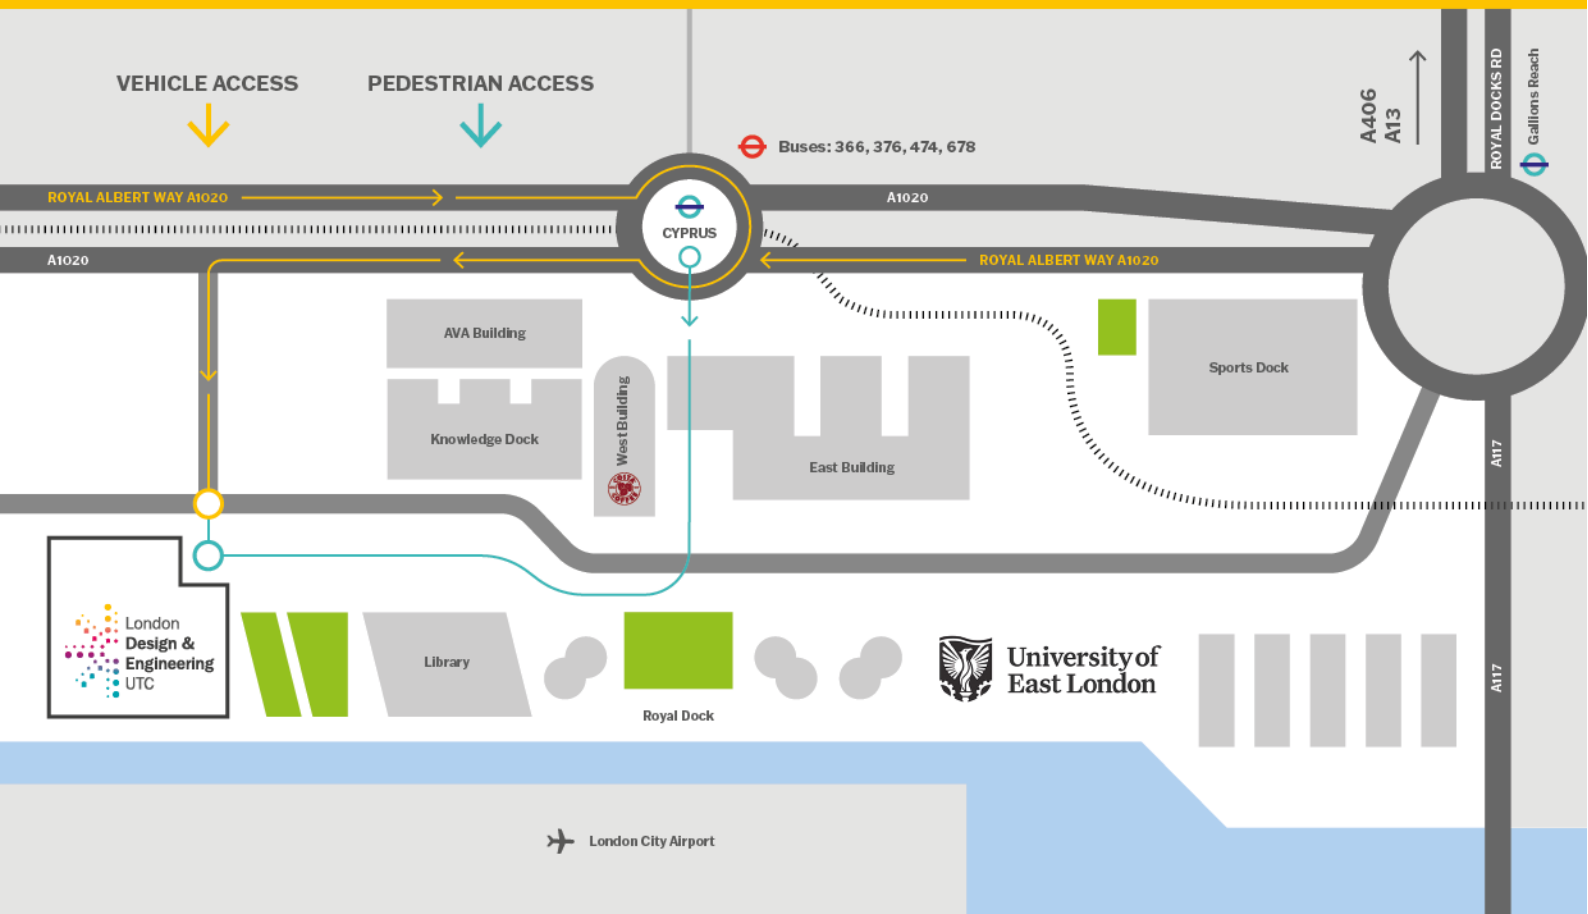 VEHICLE ACCESS
PEDESTRIAN ACCESS
Buses: 366, 376, 474, 678
A406
A13
ROYAL DOCKS RD
Gallions Reach
ROYAL ALBERT WAY A1020
A1020
CYPRUS
A1020
ROYAL ALBERT WAY A1020
AVA Building
Knowledge Dock
West Building
COSTA
COFFEE
East Building
Sports Dock
A117
London
Design &
Engineering
UTC
Library
Royal Dock
University of
East London
A117
London City Airport